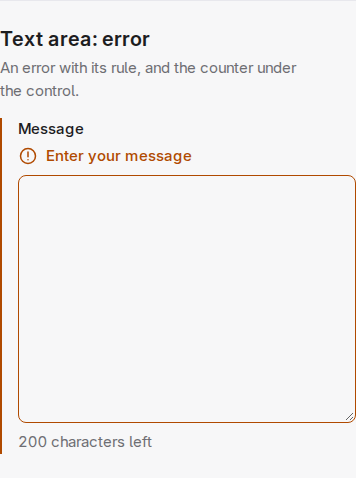 Text area: error
An error with its rule, and the counter under
the control.
Message
Enter your message
200 characters left